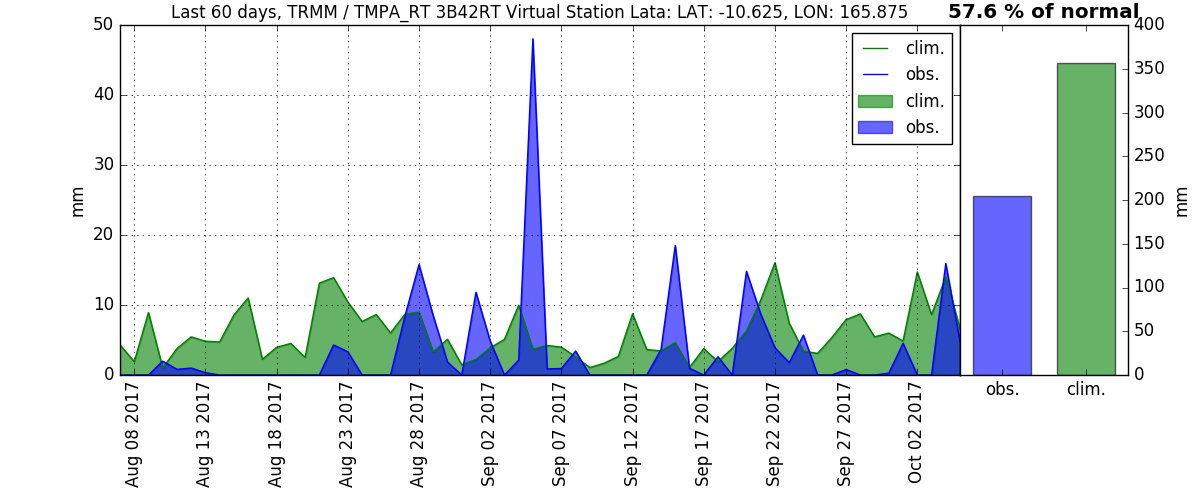 Last 60 days, TRMM / TMPA_RT 3B42RT Virtual Station Lata: LAT: -10.625, LON: 165.875
57.6 % of normal
50
40
30
20
10
0
mm
clim.
obs.
clim.
obs.
400
350
300
250
200
150
100
50
0
mm
Aug 08 2017
Aug 13 2017
Aug 18 2017
Aug 23 2017
Aug 28 2017
Sep 02 2017
Sep 07 2017
Sep 12 2017
Sep 17 2017
Sep 22 2017
Sep 27 2017
Oct 02 2017
obs.
clim.